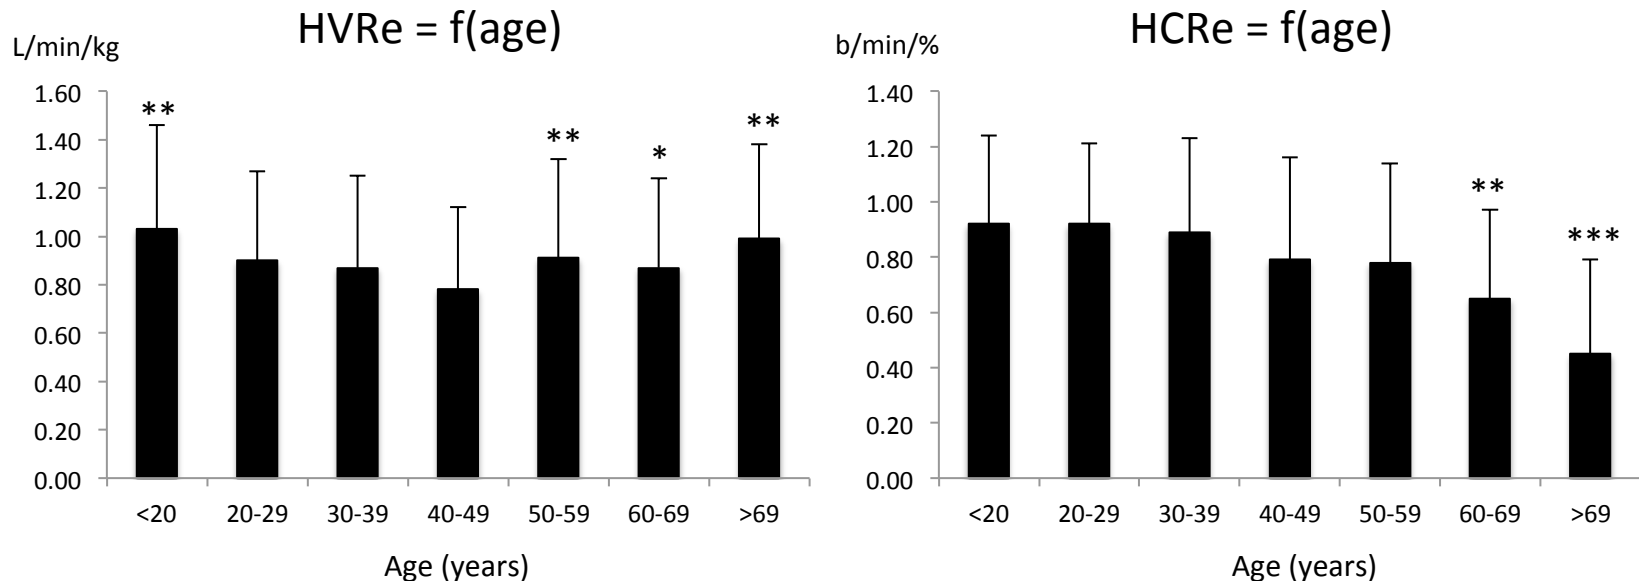 HVRe = f(age)
L/min/kg
1.60
1.40
1.20
1.00
0.80
0.60
0.40
0.20
0.00
**
**
*
**
<20 20-29 30-39 40-49 50-59 60-69 >69
Age (years)
HCRe = f(age)
b/min/%
1.40
1.20
1.00
0.80
0.60
0.40
0.20
0.00
**
***
<20 20-29 30-39 40-49 50-59 60-69 >69
Age (years)